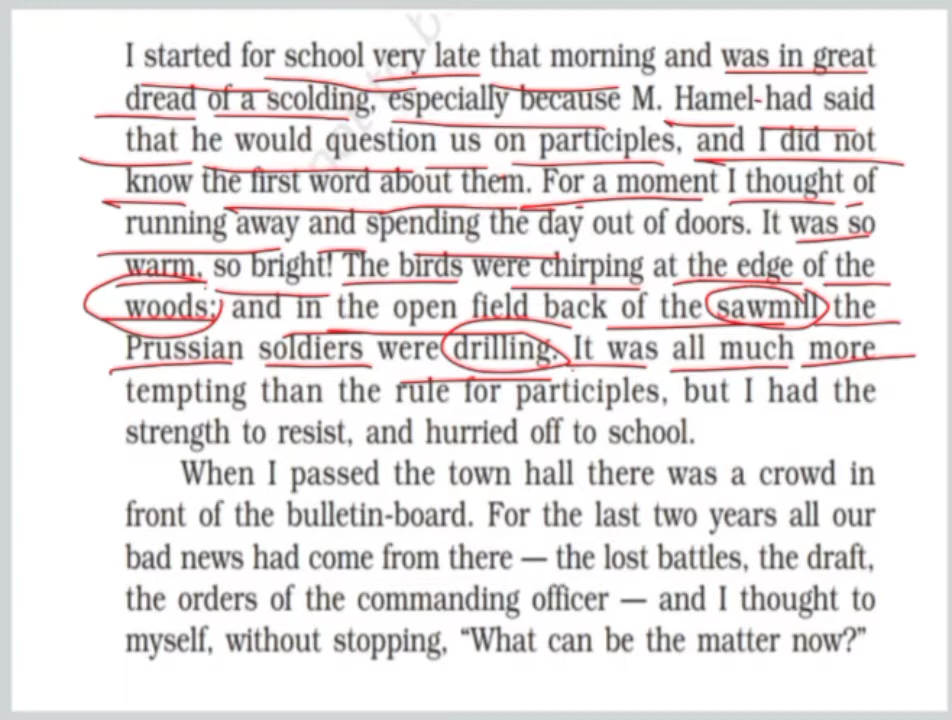 I started for school very late that morning and was in great
dread of a scolding, especially because M. Hamel had said
that he would question us on participles, and I did not
know the first word about them. For a moment I thought of
running away and spending the day out of doors. It was so
warm, so bright! The birds were chirping at the edge of the
woods; and in the open field back of the sawmill the
Prussian soldiers were drilling. It was all much more
tempting than the rule for participles, but I had the
strength to resist, and hurried off to school.
When I passed the town hall there was a crowd in
front of the bulletin-board. For the last two years all our
bad news had come from there — the lost battles, the draft,
the orders of the commanding officer — and I thought to
myself, without stopping, “What can be the matter now?”